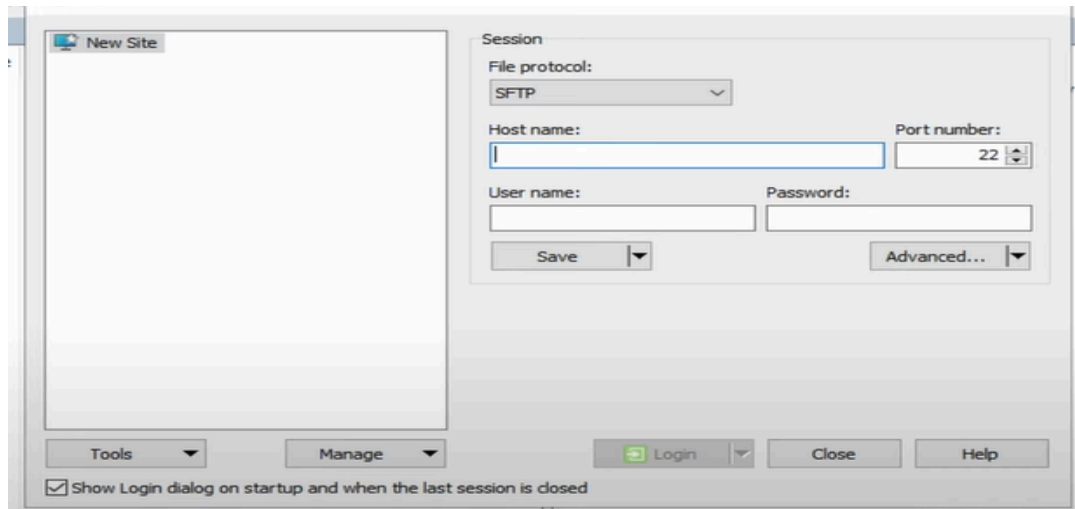 New Site
Session
File protocol:
SFTP
Host name: Port number:
22
User name: Password:
Save Advanced...
Tools Manage Login Close Help
Show Login dialog on startup and when the last session is closed